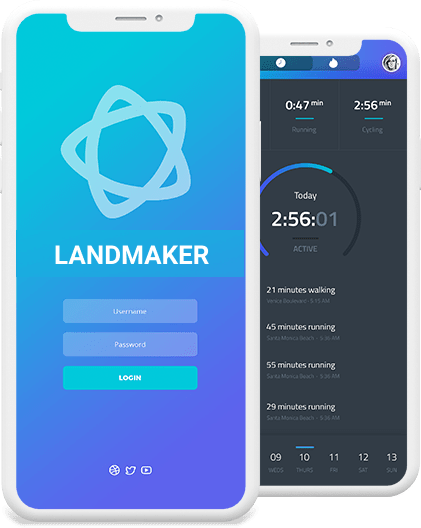 LANDMAKER
Username
Password
LOGIN
0:47 min
Running
2:56 min
Cycling
Today
2:56:01
ACTIVE
21 minutes walking
Venice Boulevard - 5:15 AM
45 minutes running
Santa Monica Beach - 5:36 AM
55 minutes running
Santa Monica Beach - 5:36 AM
29 minutes running
Santa Monica Beach - 5:36 AM
09 10 11 12 13
WEDS THURS FRI SAT SUN